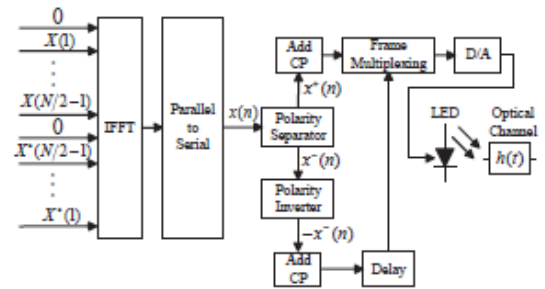 0
X(1)
⋮
X(N/2−1)
0
X*(N/2−1)
⋮
X*(1)
IFFT
Parallel
to
Serial
x(n)
Add
CP
x⁺(n)
Polarity
Separator
x⁻(n)
Polarity
Inverter
−x⁻(n)
Add
CP
Delay
Frame
Multiplexing
D/A
LED
Optical
Channel
h(t)